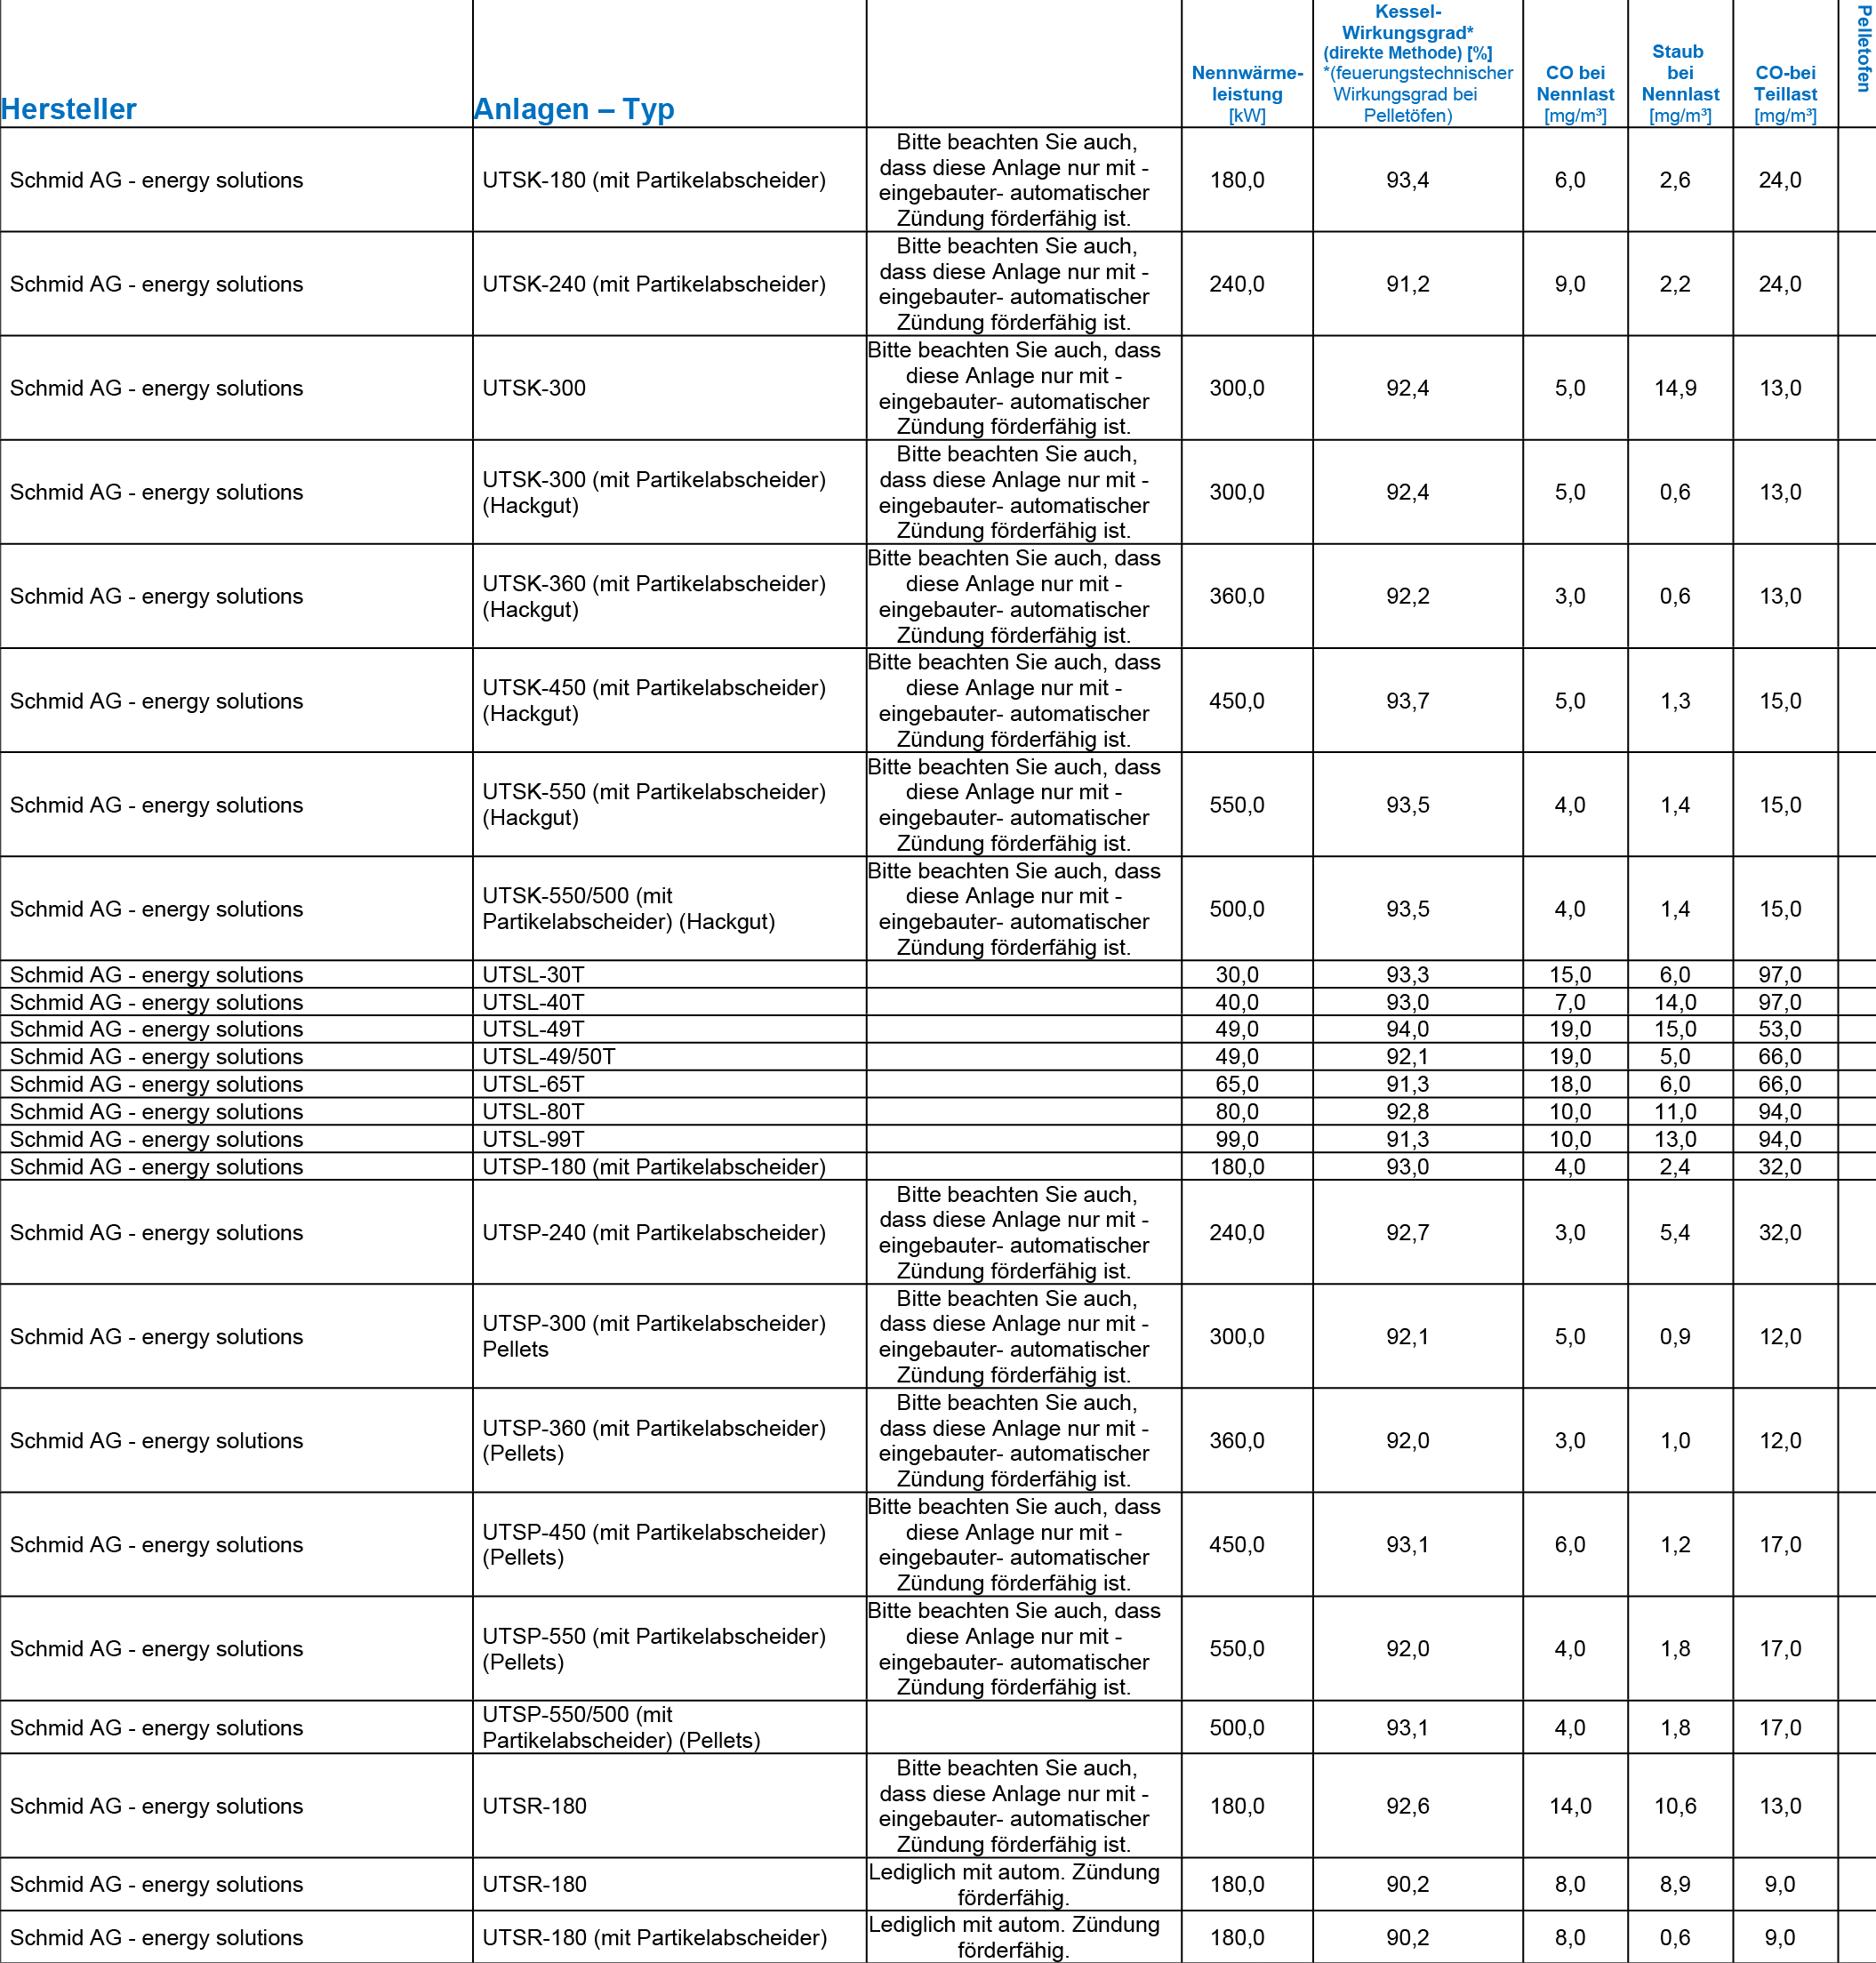 Hersteller
Anlagen – Typ
Nennwärme-
leistung
[kW]
Kessel-
Wirkungsgrad*
(direkte Methode) [%]
*(feuerungstechnischer
Wirkungsgrad bei
Pelletöfen)
CO bei
Nennlast
[mg/m³]
Staub
bei
Nennlast
[mg/m³]
CO-bei
Teillast
[mg/m³]
Pelletofen
Schmid AG - energy solutions
UTSK-180 (mit Partikelabscheider)
Bitte beachten Sie auch,
dass diese Anlage nur mit -
eingebauter- automatischer
Zündung förderfähig ist.
180,0 93,4 6,0 2,6 24,0
Schmid AG - energy solutions
UTSK-240 (mit Partikelabscheider)
Bitte beachten Sie auch,
dass diese Anlage nur mit -
eingebauter- automatischer
Zündung förderfähig ist.
240,0 91,2 9,0 2,2 24,0
Schmid AG - energy solutions
UTSK-300
Bitte beachten Sie auch, dass
diese Anlage nur mit -
eingebauter- automatischer
Zündung förderfähig ist.
300,0 92,4 5,0 14,9 13,0
Schmid AG - energy solutions
UTSK-300 (mit Partikelabscheider)
(Hackgut)
Bitte beachten Sie auch,
dass diese Anlage nur mit -
eingebauter- automatischer
Zündung förderfähig ist.
300,0 92,4 5,0 0,6 13,0
Schmid AG - energy solutions
UTSK-360 (mit Partikelabscheider)
(Hackgut)
Bitte beachten Sie auch, dass
diese Anlage nur mit -
eingebauter- automatischer
Zündung förderfähig ist.
360,0 92,2 3,0 0,6 13,0
Schmid AG - energy solutions
UTSK-450 (mit Partikelabscheider)
(Hackgut)
Bitte beachten Sie auch, dass
diese Anlage nur mit -
eingebauter- automatischer
Zündung förderfähig ist.
450,0 93,7 5,0 1,3 15,0
Schmid AG - energy solutions
UTSK-550 (mit Partikelabscheider)
(Hackgut)
Bitte beachten Sie auch, dass
diese Anlage nur mit -
eingebauter- automatischer
Zündung förderfähig ist.
550,0 93,5 4,0 1,4 15,0
Schmid AG - energy solutions
UTSK-550/500 (mit
Partikelabscheider) (Hackgut)
Bitte beachten Sie auch, dass
diese Anlage nur mit -
eingebauter- automatischer
Zündung förderfähig ist.
500,0 93,5 4,0 1,4 15,0
Schmid AG - energy solutions UTSL-30T 30,0 93,3 15,0 6,0 97,0
Schmid AG - energy solutions UTSL-40T 40,0 93,0 7,0 14,0 97,0
Schmid AG - energy solutions UTSL-49T 49,0 94,0 19,0 15,0 53,0
Schmid AG - energy solutions UTSL-49/50T 49,0 92,1 19,0 5,0 66,0
Schmid AG - energy solutions UTSL-65T 65,0 91,3 18,0 6,0 66,0
Schmid AG - energy solutions UTSL-80T 80,0 92,8 10,0 11,0 94,0
Schmid AG - energy solutions UTSL-99T 99,0 91,3 10,0 13,0 94,0
Schmid AG - energy solutions UTSP-180 (mit Partikelabscheider) 180,0 93,0 4,0 2,4 32,0
Schmid AG - energy solutions
UTSP-240 (mit Partikelabscheider)
Bitte beachten Sie auch,
dass diese Anlage nur mit -
eingebauter- automatischer
Zündung förderfähig ist.
240,0 92,7 3,0 5,4 32,0
Schmid AG - energy solutions
UTSP-300 (mit Partikelabscheider)
Pellets
Bitte beachten Sie auch,
dass diese Anlage nur mit -
eingebauter- automatischer
Zündung förderfähig ist.
300,0 92,1 5,0 0,9 12,0
Schmid AG - energy solutions
UTSP-360 (mit Partikelabscheider)
(Pellets)
Bitte beachten Sie auch,
dass diese Anlage nur mit -
eingebauter- automatischer
Zündung förderfähig ist.
360,0 92,0 3,0 1,0 12,0
Schmid AG - energy solutions
UTSP-450 (mit Partikelabscheider)
(Pellets)
Bitte beachten Sie auch, dass
diese Anlage nur mit -
eingebauter- automatischer
Zündung förderfähig ist.
450,0 93,1 6,0 1,2 17,0
Schmid AG - energy solutions
UTSP-550 (mit Partikelabscheider)
(Pellets)
Bitte beachten Sie auch, dass
diese Anlage nur mit -
eingebauter- automatischer
Zündung förderfähig ist.
550,0 92,0 4,0 1,8 17,0
Schmid AG - energy solutions
UTSP-550/500 (mit
Partikelabscheider) (Pellets)
500,0 93,1 4,0 1,8 17,0
Schmid AG - energy solutions
UTSR-180
Bitte beachten Sie auch,
dass diese Anlage nur mit -
eingebauter- automatischer
Zündung förderfähig ist.
180,0 92,6 14,0 10,6 13,0
Schmid AG - energy solutions
UTSR-180
Lediglich mit autom. Zündung
förderfähig.
180,0 90,2 8,0 8,9 9,0
Schmid AG - energy solutions
UTSR-180 (mit Partikelabscheider)
Lediglich mit autom. Zündung
förderfähig.
180,0 90,2 8,0 0,6 9,0